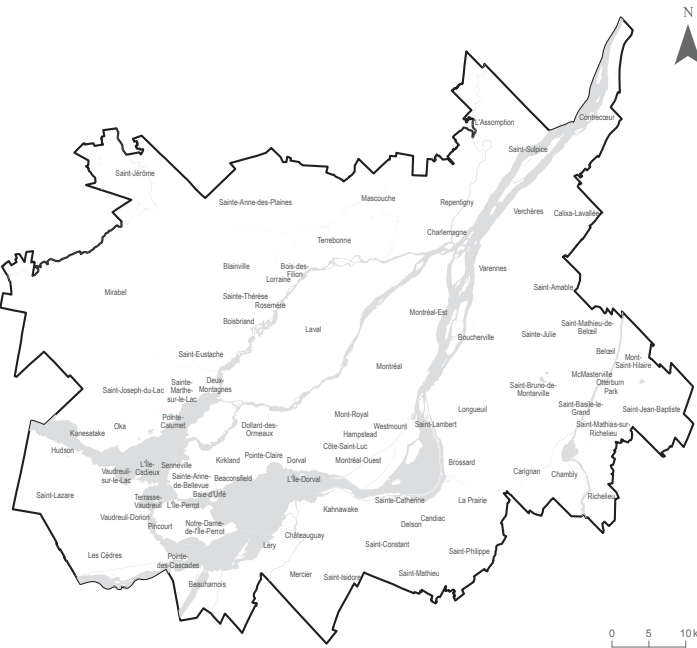 N
Contrecœur
L'Assomption
Saint-Sulpice
Saint-Jérôme
Sainte-Anne-des-Plaines
Mascouche
Repentigny
Verchères
Calixa-Lavallée
Charlemagne
Terrebonne
Blainville
Bois-des-
Filion
Lorraine
Varennes
Mirabel
Sainte-Thérèse
Rosemère
Saint-Amable
Boisbriand
Laval
Montréal-Est
Boucherville
Sainte-Julie
Saint-Mathieu-de-
Belœil
Saint-Eustache
Belœil
Mont-
Saint-Hilaire
Montréal
McMasterville
Otterburn
Park
Saint-Joseph-du-Lac
Sainte-
Marthe-
sur-le-Lac
Deux-
Montagnes
Saint-Bruno-de-
Montarville
Saint-Basile-le-
Grand
Saint-Jean-Baptiste
Mont-Royal
Longueuil
Pointe-
Calumet
Oka
Kanesatake
Dollard-des-
Ormeaux
Hampstead
Westmount
Saint-Lambert
Saint-Mathias-sur-
Richelieu
Hudson
Côte-Saint-Luc
Montréal-Ouest
Pointe-Claire
Dorval
Kirkland
Brossard
L'Île-
Cadieux
Senneville
Vaudreuil-
sur-le-Lac
Sainte-Anne-
de-Bellevue
Beaconsfield
L'Île-Dorval
Carignan
Chambly
Baie-d'Urfé
Saint-Lazare
Terrasse-
Vaudreuil
L'Île-Perrot
Sainte-Catherine
La Prairie
Richelieu
Kahnawake
Vaudreuil-Dorion
Pincourt
Notre-Dame-
de-l'Île-Perrot
Candiac
Delson
Châteauguay
Léry
Saint-Constant
Saint-Philippe
Les Cèdres
Pointe-
des-Cascades
Mercier
Saint-Isidore
Saint-Mathieu
Beauharnois
0 5 10 k